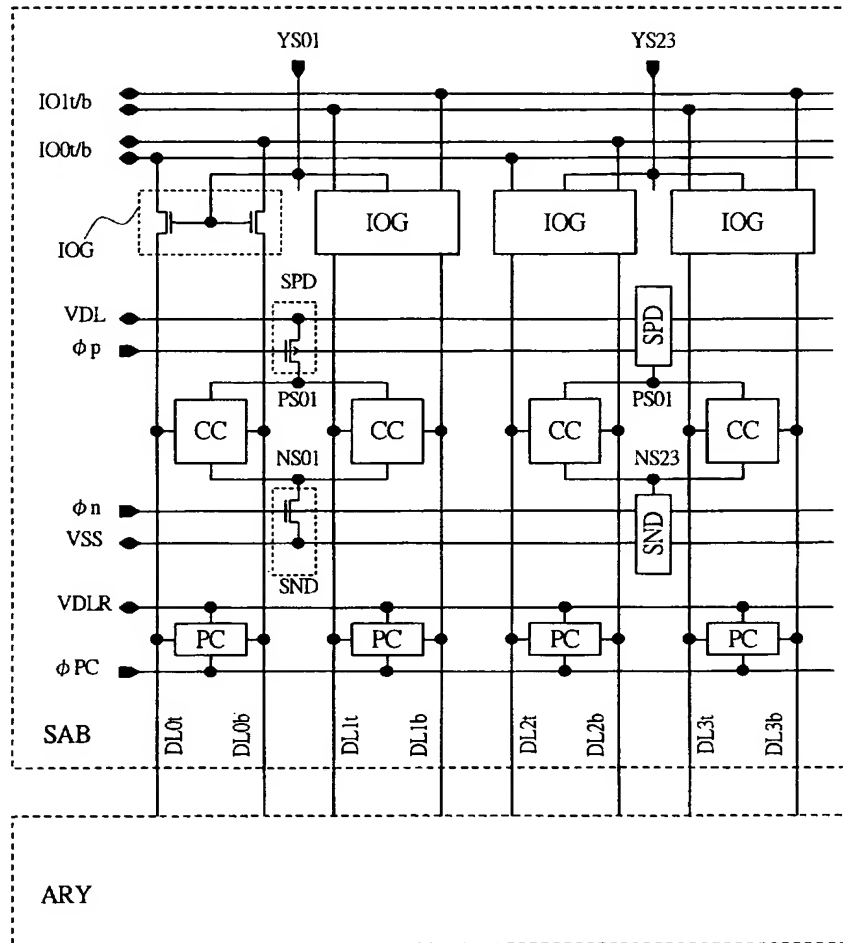 YS01 YS23
IO1t/b
IO0t/b
IOG IOG IOG
IOG
SPD
VDL
SPD
ϕp
PS01 PS01
CC CC CC CC
NS01 NS23
ϕn
SND
VSS
SND
VDLR
PC PC PC PC
ϕPC
DL0t DL0b DL1t DL1b DL2t DL2b DL3t DL3b
SAB
ARY